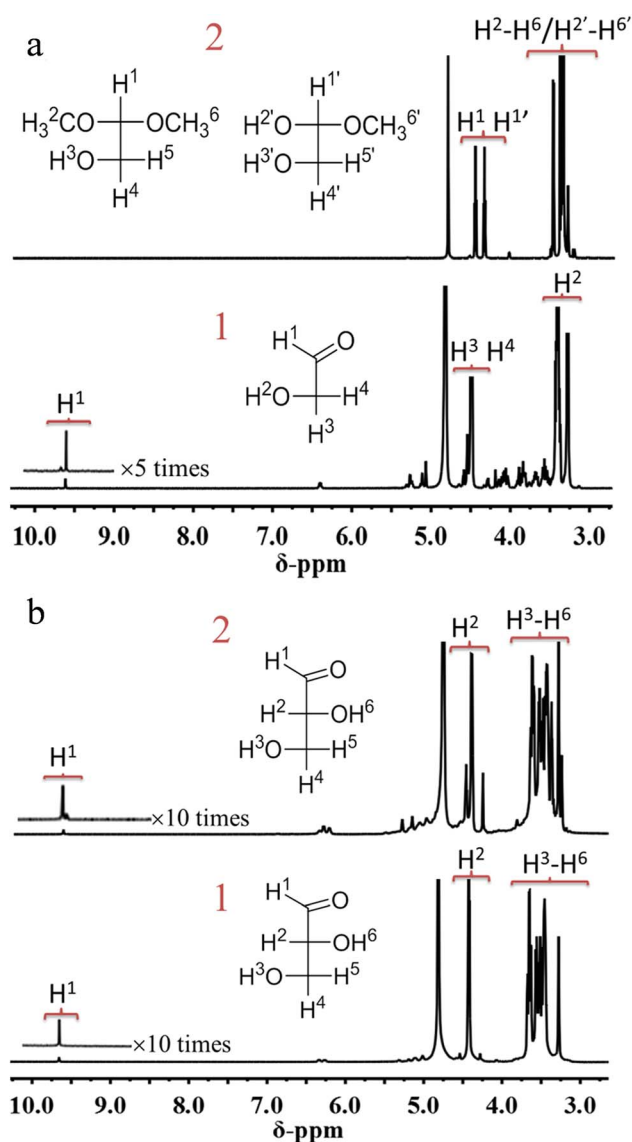 a
2
H2-H6/H2'-H6'
H1
H32CO
OCH36
H3O
H5
H4
H1'
H2'O
OCH36'
H3'O
H5'
H4'
H1 H1'
1
H1
O
H2O
H4
H3
H1
×5 times
H3 H4
H2
10.0 9.0 8.0 7.0 6.0 5.0 4.0 3.0
δ-ppm
b
2
H1
O
H2
OH6
H3O
H5
H4
H1
×10 times
H2
H3-H6
1
H1
O
H2
OH6
H3O
H5
H4
H1
×10 times
H2
H3-H6
10.0 9.0 8.0 7.0 6.0 5.0 4.0 3.0
δ-ppm